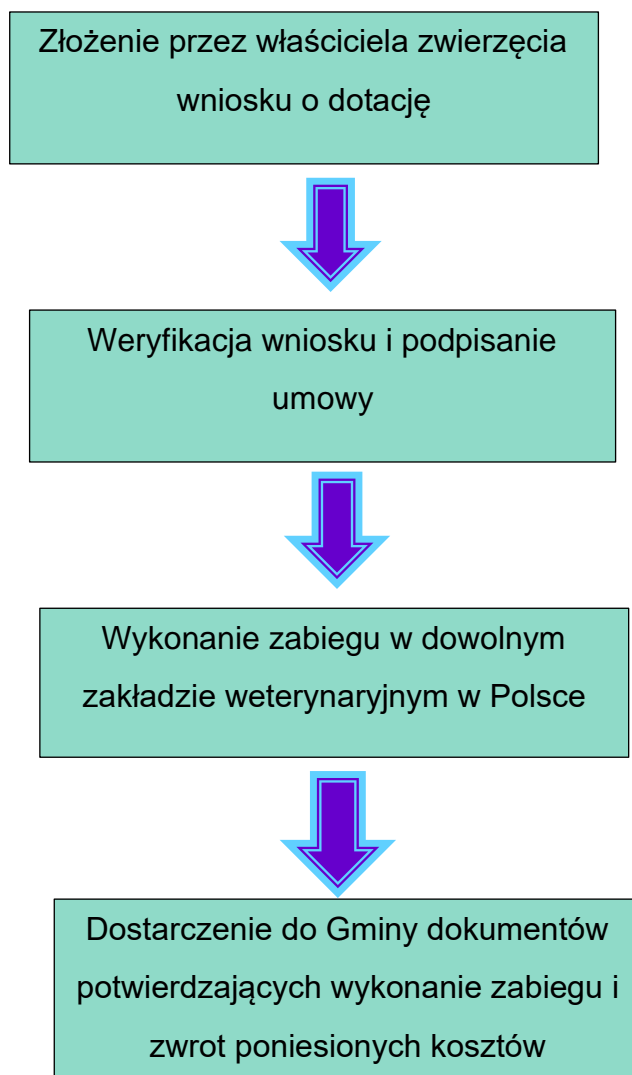 Złożenie przez właściciela zwierzęcia
wniosku o dotację
Weryfikacja wniosku i podpisanie
umowy
Wykonanie zabiegu w dowolnym
zakładzie weterynaryjnym w Polsce
Dostarczenie do Gminy dokumentów
potwierdzających wykonanie zabiegu i
zwrot poniesionych kosztów